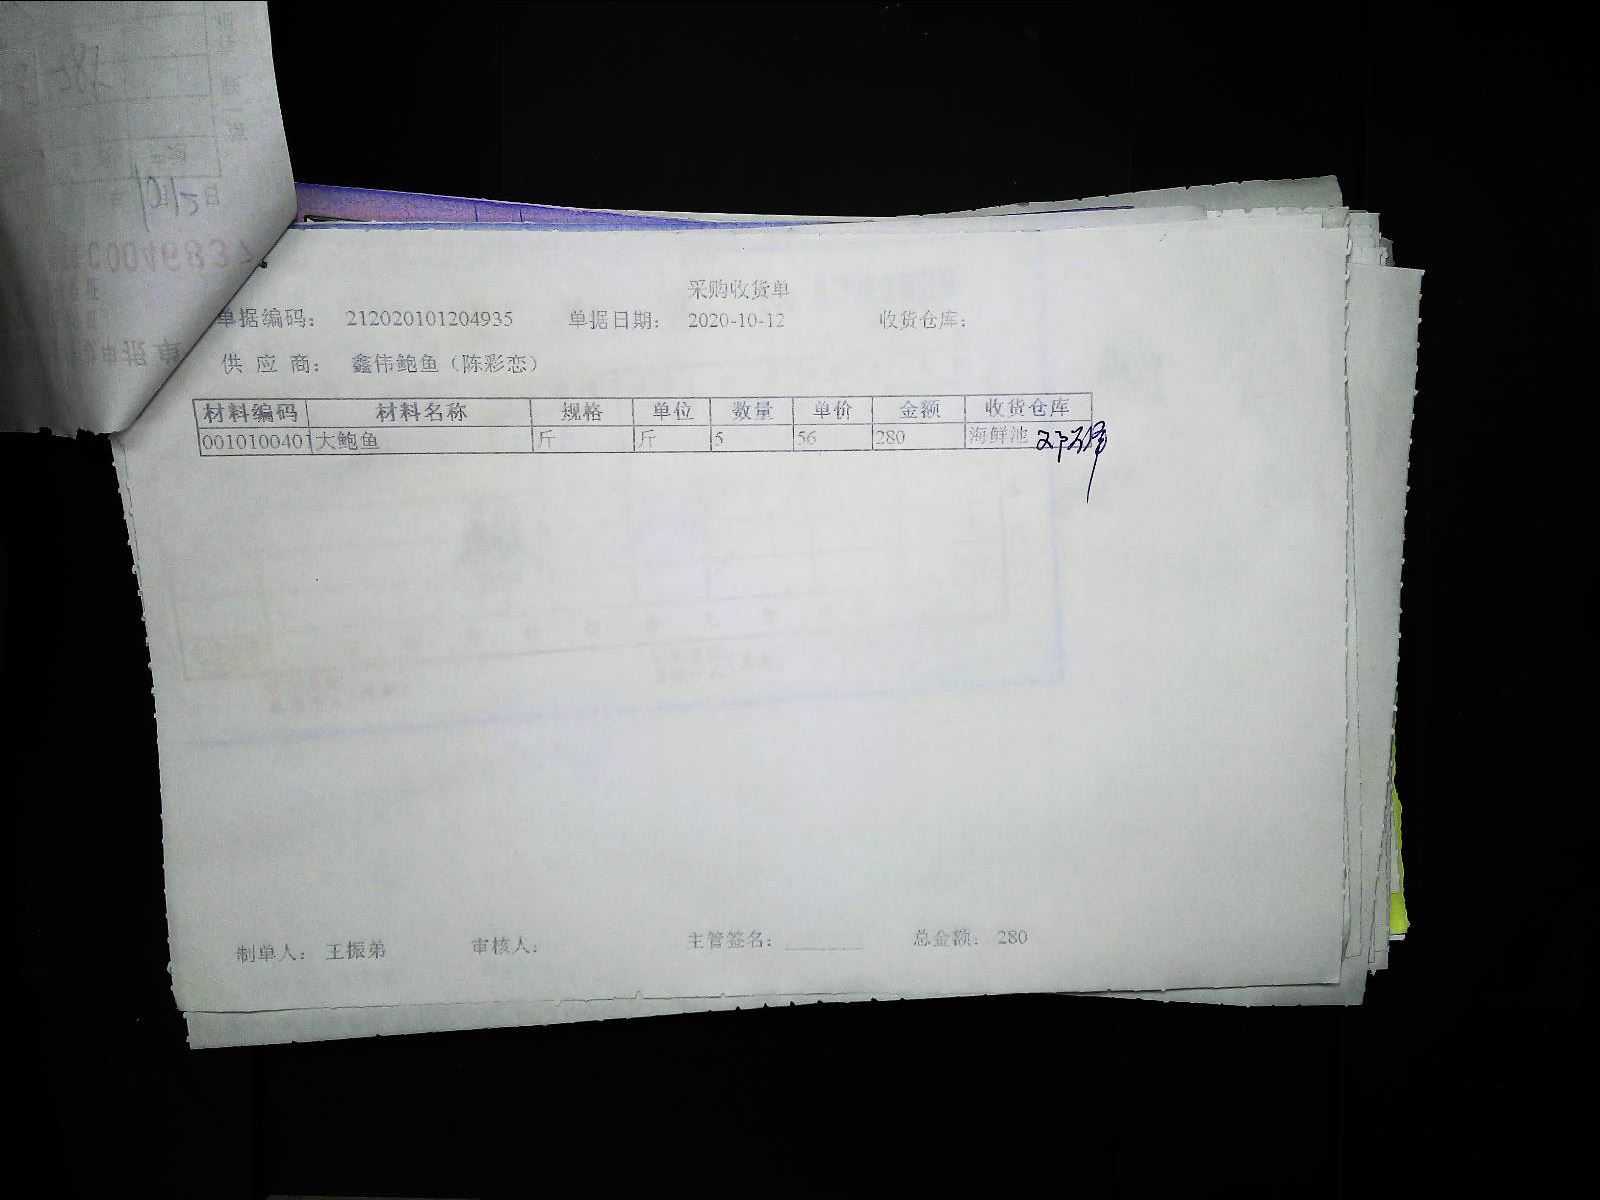 采购收货单
单据编码： 212020101204935 单据日期： 2020-10-12 收货仓库：
供应商： 鑫伟鲍鱼（陈彩恋）
材料编码 材料名称 规格 单位 数量 单价 金额 收货仓库
0010100401 大鲍鱼 斤 斤 5 56 280 海鲜池
制单人： 王振弟 审核人： 主管签名： 总金额： 280